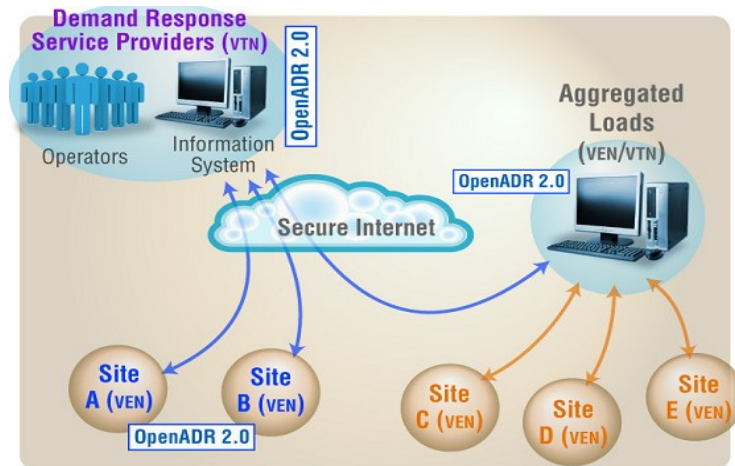 Demand Response
Service Providers (VTN)
OpenADR 2.0
Operators
Information
System
Aggregated
Loads
(VEN/VTN)
OpenADR 2.0
Secure Internet
Site
A (VEN)
Site
B (VEN)
OpenADR 2.0
Site
C (VEN)
Site
D (VEN)
Site
E (VEN)